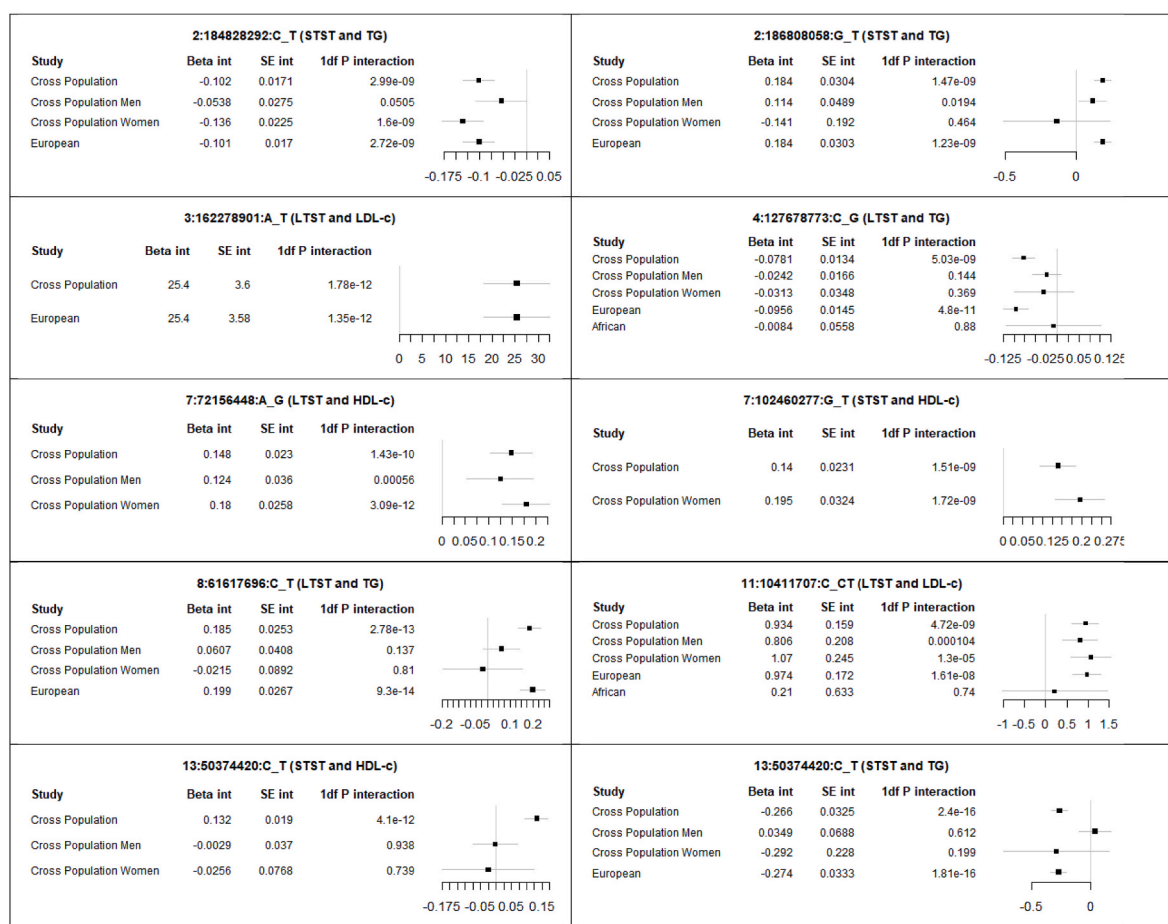 2:184828292:C_T (STST and TG)
Study Beta int SE int 1df P interaction
Cross Population -0.102 0.0171 2.99e-09
Cross Population Men -0.0538 0.0275 0.0505
Cross Population Women -0.136 0.0225 1.6e-09
European -0.101 0.017 2.72e-09
-0.175 -0.1 -0.025 0.05
2:186808058:G_T (STST and TG)
Study Beta int SE int 1df P interaction
Cross Population 0.184 0.0304 1.47e-09
Cross Population Men 0.114 0.0489 0.0194
Cross Population Women -0.141 0.192 0.464
European 0.184 0.0303 1.23e-09
-0.5 0
3:162278901:A_T (LTST and LDL-c)
Study Beta int SE int 1df P interaction
Cross Population 25.4 3.6 1.78e-12
European 25.4 3.58 1.35e-12
0 5 10 15 20 25 30
4:127678773:C_G (LTST and TG)
Study Beta int SE int 1df P interaction
Cross Population -0.0781 0.0134 5.03e-09
Cross Population Men -0.0242 0.0166 0.144
Cross Population Women -0.0313 0.0348 0.369
European -0.0956 0.0145 4.8e-11
African -0.0084 0.0558 0.88
-0.125 -0.025 0.05 0.125
7:72156448:A_G (LTST and HDL-c)
Study Beta int SE int 1df P interaction
Cross Population 0.148 0.023 1.43e-10
Cross Population Men 0.124 0.036 0.00056
Cross Population Women 0.18 0.0258 3.09e-12
0 0.05 0.1 0.15 0.2
7:102460277:G_T (STST and HDL-c)
Study Beta int SE int 1df P interaction
Cross Population 0.14 0.0231 1.51e-09
Cross Population Women 0.195 0.0324 1.72e-09
0 0.05 0.125 0.2 0.275
8:61617696:C_T (LTST and TG)
Study Beta int SE int 1df P interaction
Cross Population 0.185 0.0253 2.78e-13
Cross Population Men 0.0607 0.0408 0.137
Cross Population Women -0.0215 0.0892 0.81
European 0.199 0.0267 9.3e-14
-0.2 -0.05 0.1 0.2
11:10411707:C_CT (LTST and LDL-c)
Study Beta int SE int 1df P interaction
Cross Population 0.934 0.159 4.72e-09
Cross Population Men 0.806 0.208 0.000104
Cross Population Women 1.07 0.245 1.3e-05
European 0.974 0.172 1.61e-08
African 0.21 0.633 0.74
-1 -0.5 0 0.5 1 1.5
13:50374420:C_T (STST and HDL-c)
Study Beta int SE int 1df P interaction
Cross Population 0.132 0.019 4.1e-12
Cross Population Men -0.0029 0.037 0.938
Cross Population Women -0.0256 0.0768 0.739
-0.175 -0.05 0.05 0.15
13:50374420:C_T (STST and TG)
Study Beta int SE int 1df P interaction
Cross Population -0.266 0.0325 2.4e-16
Cross Population Men 0.0349 0.0688 0.612
Cross Population Women -0.292 0.228 0.199
European -0.274 0.0333 1.81e-16
-0.5 0